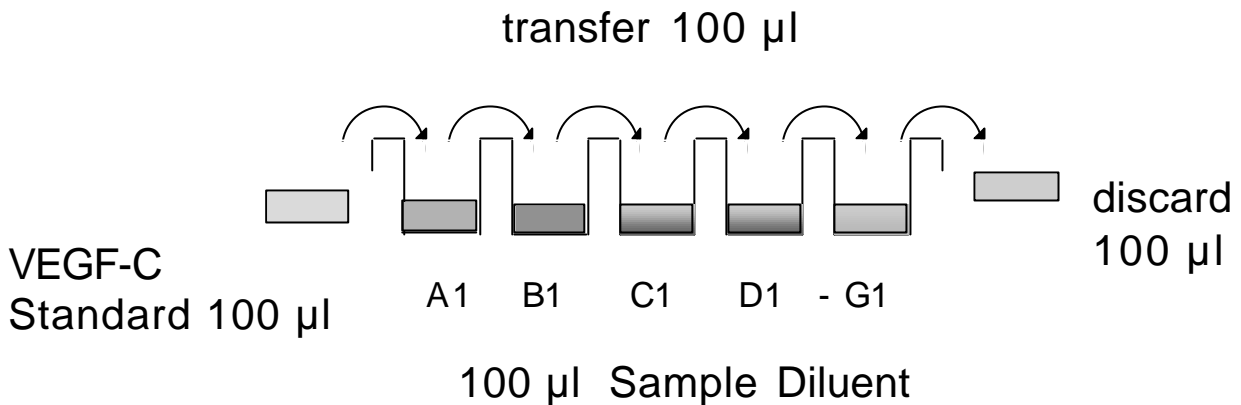 transfer 100 µl
discard
100 µl
VEGF-C
Standard 100 µl
A1 B1 C1 D1 - G1
100 µl Sample Diluent